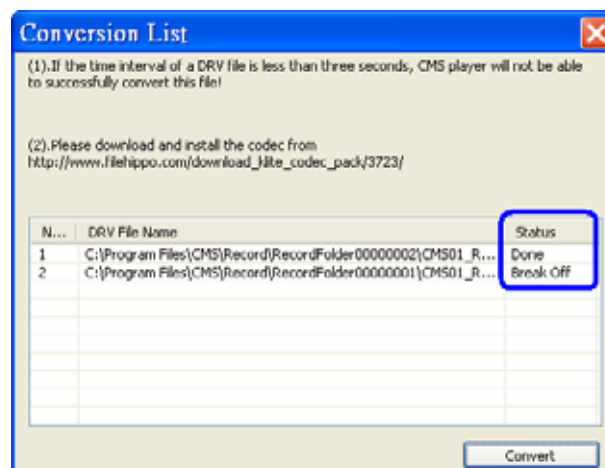 Conversion List
(1).If the time interval of a DRV file is less than three seconds, CMS player will not be able
to successfully convert this file!
(2).Please download and install the codec from
http://www.filehippo.com/download_klite_codec_pack/3723/
N... DRV File Name Status
1 C:\Program Files\CMS\Record\RecordFolder00000002\CMS01_R... Done
2 C:\Program Files\CMS\Record\RecordFolder00000001\CMS01_R... Break Off
Convert